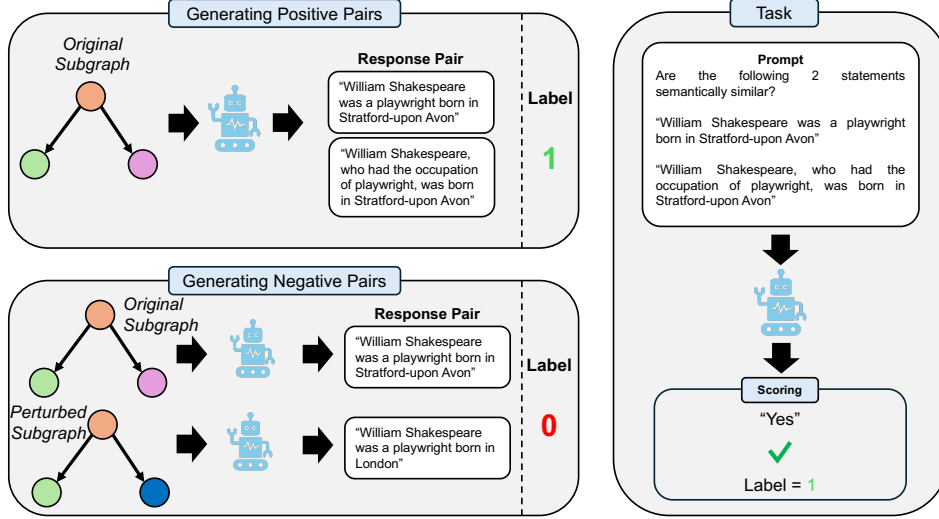 Generating Positive Pairs
Original
Subgraph
Response Pair
“William Shakespeare
was a playwright born in
Stratford-upon Avon”
“William Shakespeare,
who had the occupation
of playwright, was born
in Stratford-upon Avon”
Label
1
Generating Negative Pairs
Original
Subgraph
Response Pair
“William Shakespeare
was a playwright born in
Stratford-upon Avon”
Perturbed
Subgraph
“William Shakespeare
was a playwright born in
London”
Label
0
Task
Prompt
Are the following 2 statements
semantically similar?
“William Shakespeare was a playwright
born in Stratford-upon Avon”
“William Shakespeare, who had the
occupation of playwright, was born in
Stratford-upon Avon”
Scoring
“Yes”
Label = 1